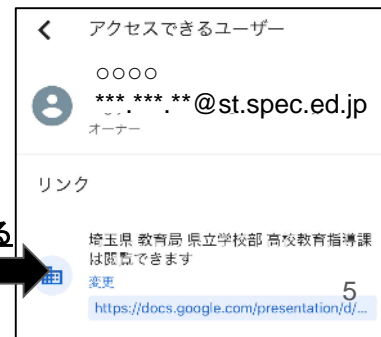 アクセスできるユーザー
○○○○
***.***.**@st.spec.ed.jp
オーナー
リンク
る
埼玉県 教育局 県立学校部 高校教育指導課
は閲覧できます
変更
5
https://docs.google.com/presentation/d/...